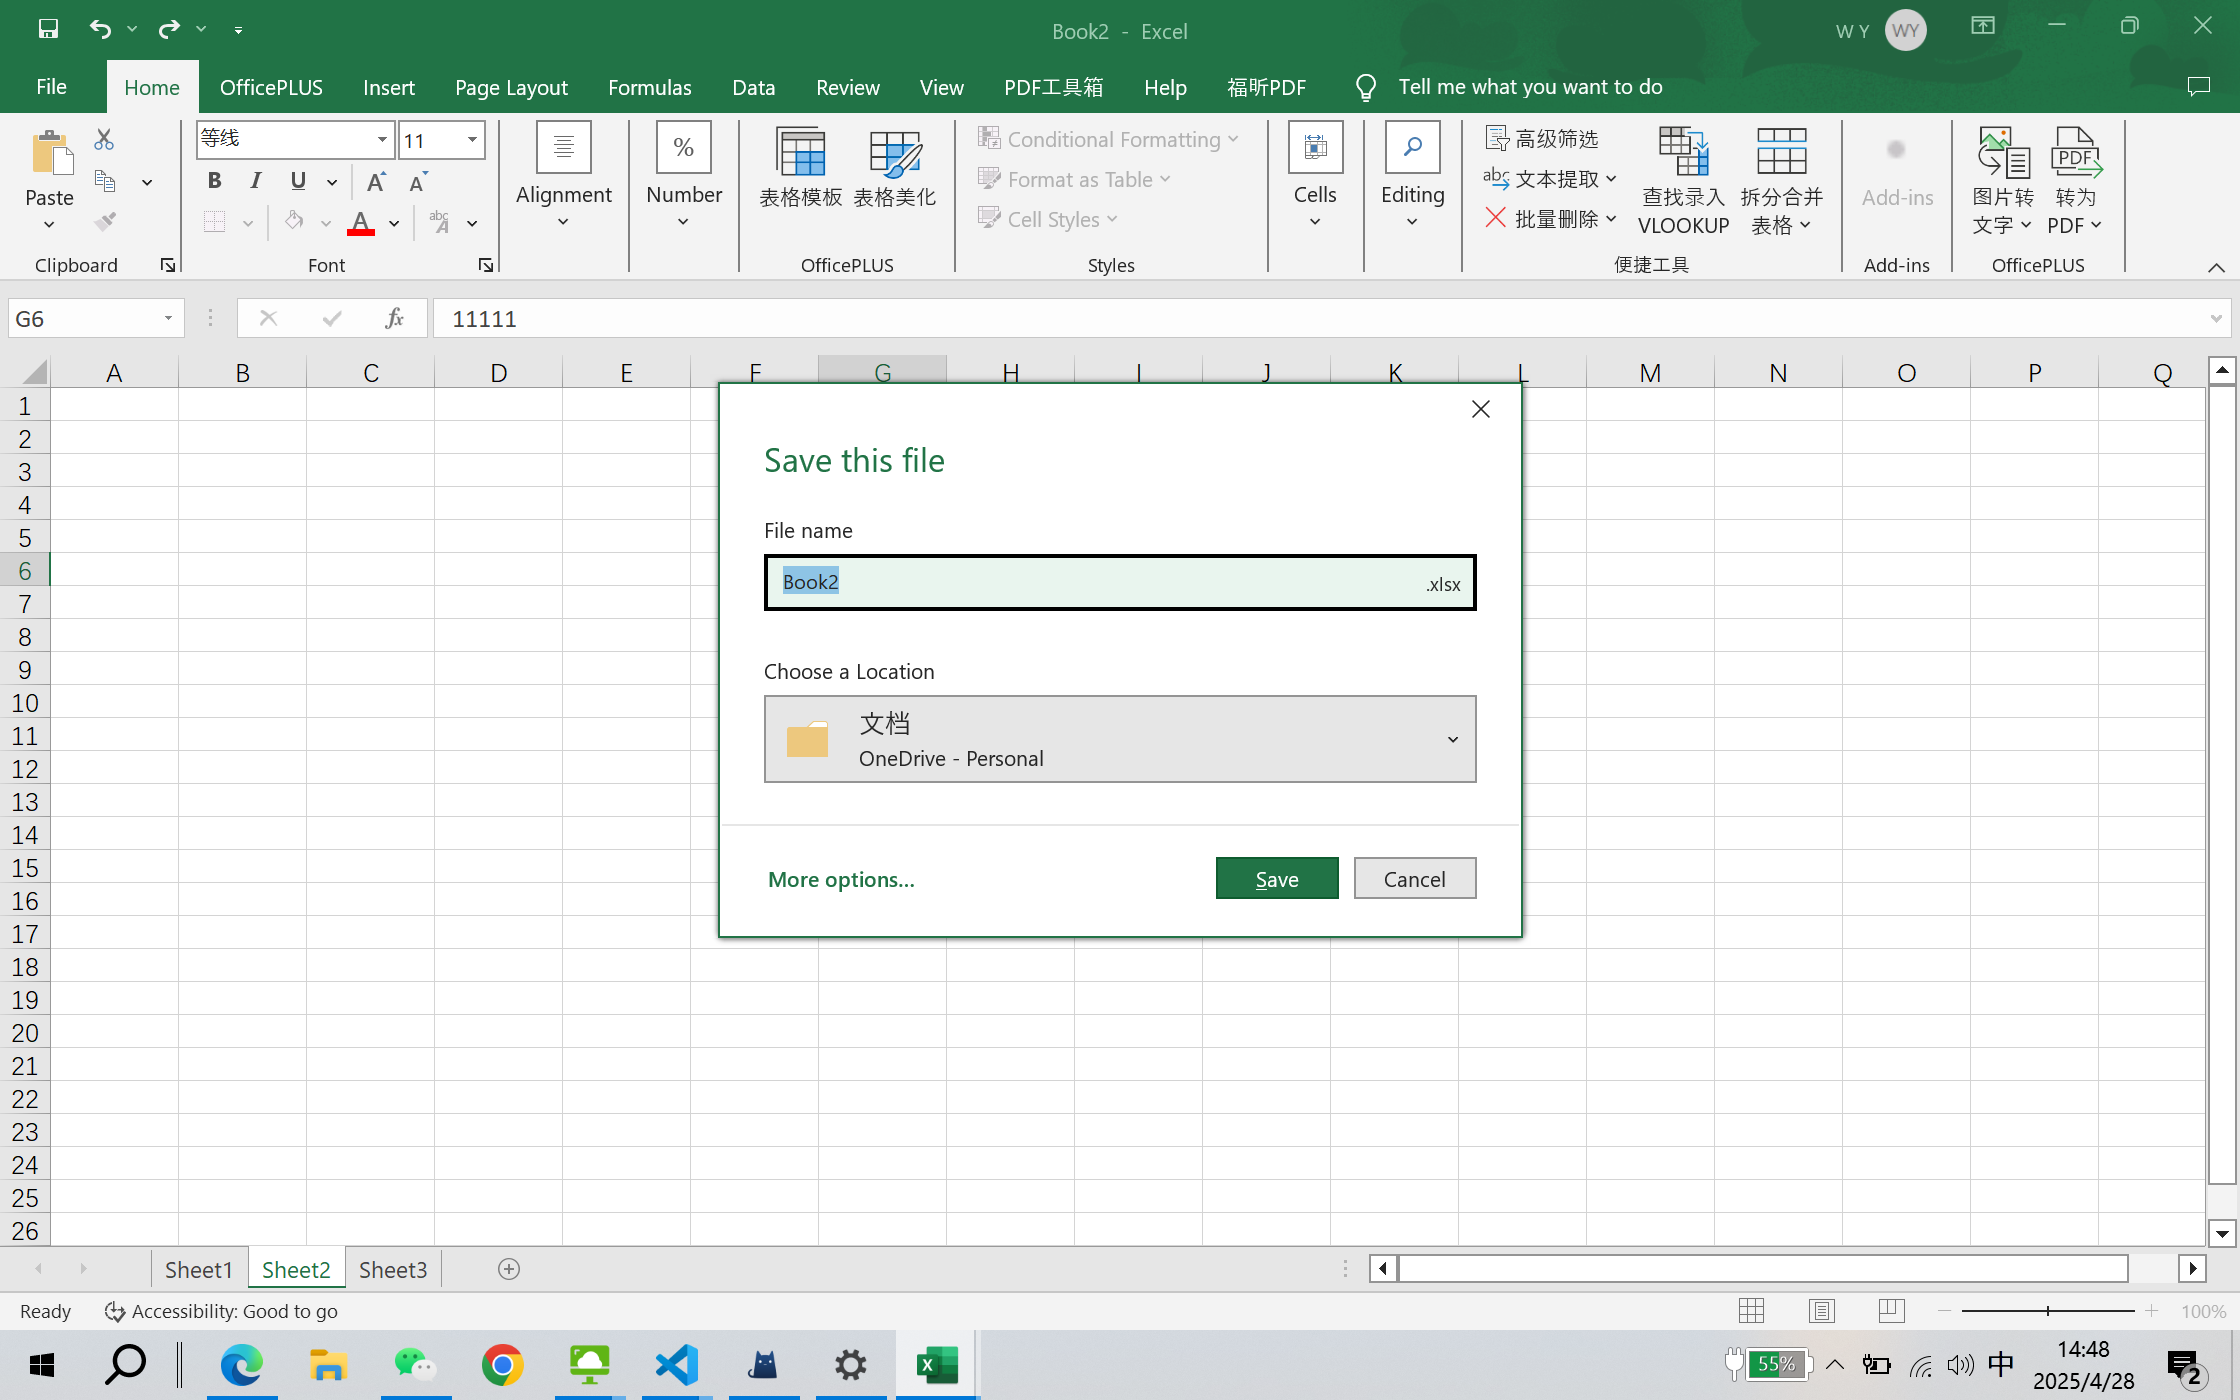 Book2 - Excel
W Y
WY
File
Home
OfficePLUS
Insert
Page Layout
Formulas
Data
Review
View
PDF工具箱
Help
福昕PDF
Tell me what you want to do
Paste
Clipboard
等线
11
B
I
U
A
A
A
abc
A
Font
Alignment
%
Number
表格模板
表格美化
OfficePLUS
Conditional Formatting
Format as Table
Cell Styles
Styles
Cells
Editing
高级筛选
abc 文本提取
批量删除
查找录入
VLOOKUP
拆分合并
表格
便捷工具
Add-ins
Add-ins
图片转
文字
PDF
转为
PDF
OfficePLUS
G6
fx
11111
A B C D E F G H I J K L M N O P Q
1
2
3
4
5
6
7
8
9
10
11
12
13
14
15
16
17
18
19
20
21
22
23
24
25
26
Save this file
File name
Book2
.xlsx
Choose a Location
文档
OneDrive - Personal
More options...
Save
Cancel
Sheet1
Sheet2
Sheet3
Ready
Accessibility: Good to go
100%
X
55%
中
14:48
2025/4/28
2